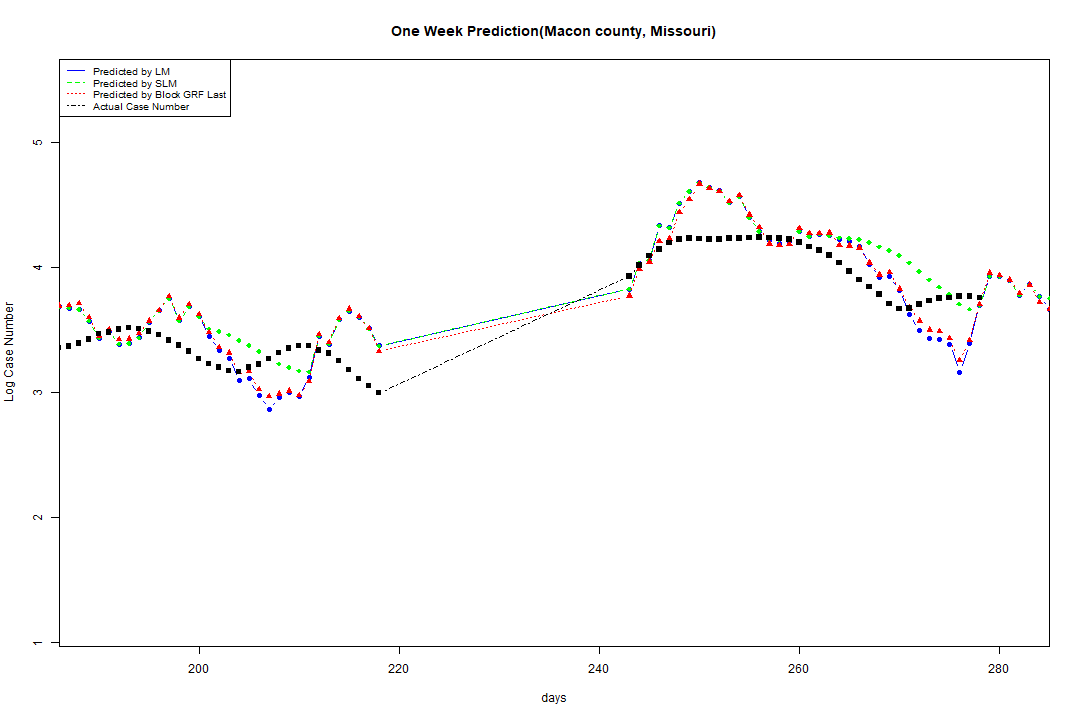 One Week Prediction(Macon county, Missouri)
Predicted by LM
Predicted by SLM
Predicted by Block GRF Last
Actual Case Number
5
4
3
2
1
Log Case Number
200 220 240 260 280
days